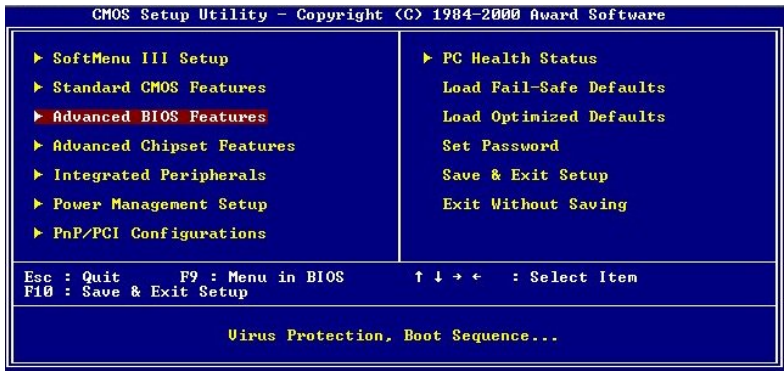 CMOS Setup Utility - Copyright (C) 1984-2000 Award Software
▶ SoftMenu III Setup
▶ Standard CMOS Features
▶ Advanced BIOS Features
▶ Advanced Chipset Features
▶ Integrated Peripherals
▶ Power Management Setup
▶ PnP/PCI Configurations
▶ PC Health Status
Load Fail-Safe Defaults
Load Optimized Defaults
Set Password
Save & Exit Setup
Exit Without Saving
Esc : Quit F9 : Menu in BIOS ↑ ↓ → ← : Select Item
F10 : Save & Exit Setup
Virus Protection, Boot Sequence...